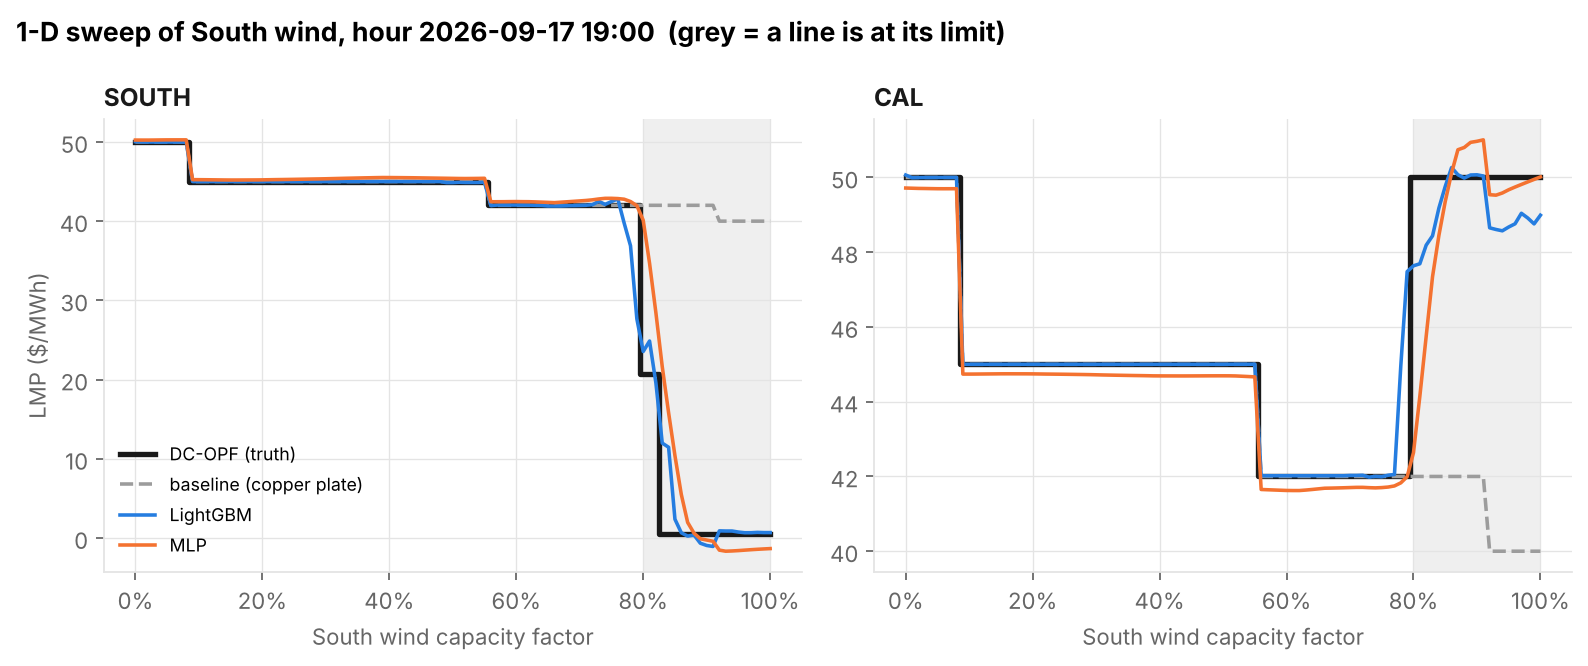 1-D sweep of South wind, hour 2026-09-17 19:00 (grey = a line is at its limit)
SOUTH
LMP ($/MWh)
50
40
30
20
10
0
DC-OPF (truth)
baseline (copper plate)
LightGBM
MLP
0%
20%
40%
60%
80%
100%
South wind capacity factor
CAL
50
48
46
44
42
40
0%
20%
40%
60%
80%
100%
South wind capacity factor